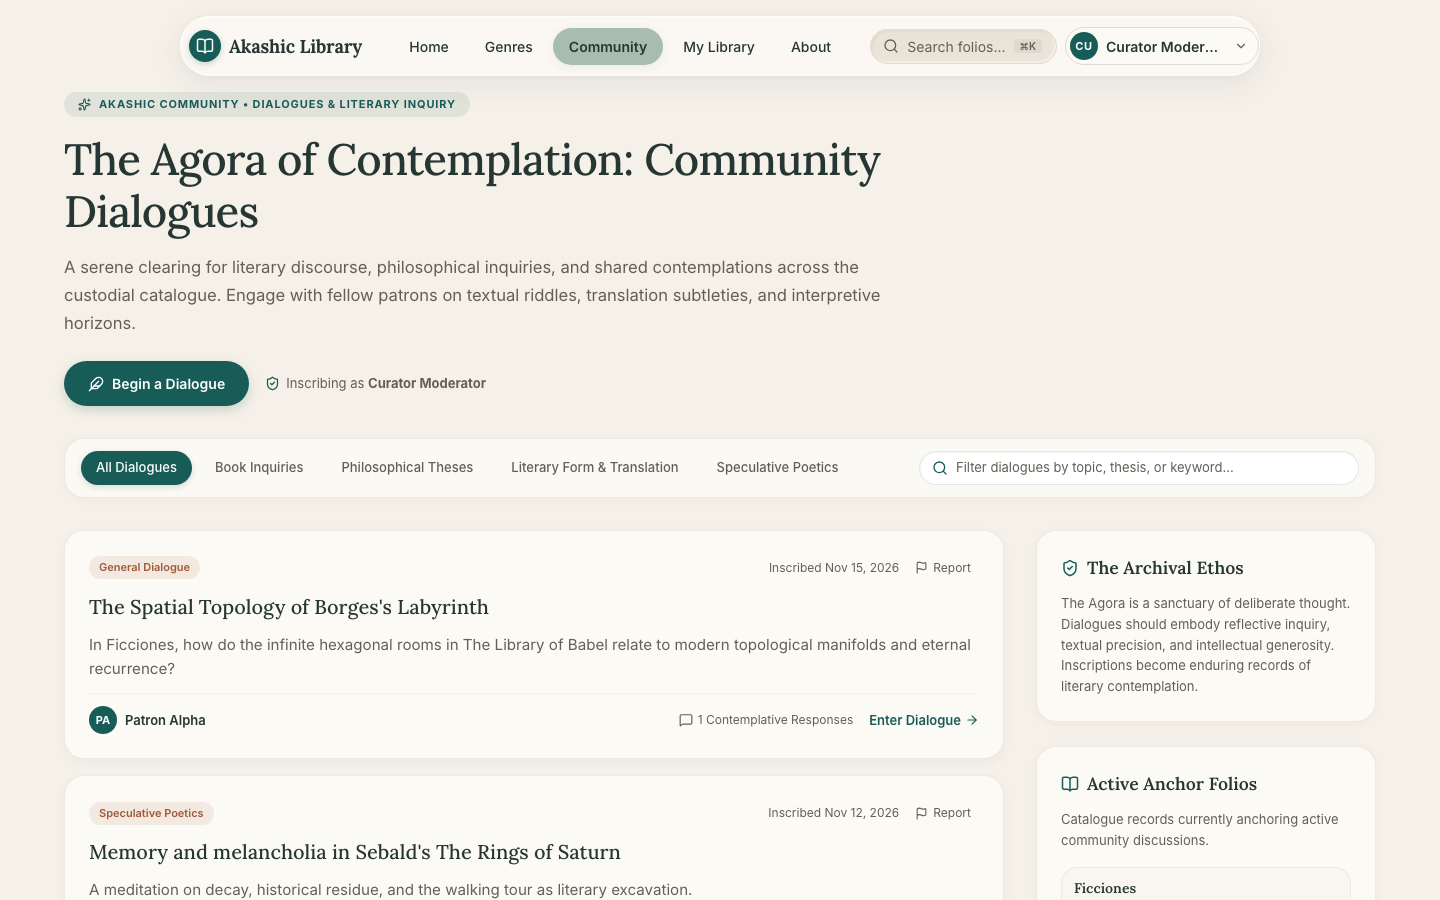 Akashic Library
Home
Genres
Community
My Library
About
Search folios...
⌘K
CU
Curator Moder...
AKASHIC COMMUNITY • DIALOGUES & LITERARY INQUIRY
The Agora of Contemplation: Community
Dialogues
A serene clearing for literary discourse, philosophical inquiries, and shared contemplations across the
custodial catalogue. Engage with fellow patrons on textual riddles, translation subtleties, and interpretive
horizons.
Begin a Dialogue
Inscribing as Curator Moderator
All Dialogues
Book Inquiries
Philosophical Theses
Literary Form & Translation
Speculative Poetics
Filter dialogues by topic, thesis, or keyword...
General Dialogue
Inscribed Nov 15, 2026
Report
The Spatial Topology of Borges's Labyrinth
In Ficciones, how do the infinite hexagonal rooms in The Library of Babel relate to modern topological manifolds and eternal
recurrence?
PA
Patron Alpha
1 Contemplative Responses
Enter Dialogue →
Speculative Poetics
Inscribed Nov 12, 2026
Report
Memory and melancholia in Sebald's The Rings of Saturn
A meditation on decay, historical residue, and the walking tour as literary excavation.
The Archival Ethos
The Agora is a sanctuary of deliberate thought.
Dialogues should embody reflective inquiry,
textual precision, and intellectual generosity.
Inscriptions become enduring records of
literary contemplation.
Active Anchor Folios
Catalogue records currently anchoring active
community discussions.
Ficciones